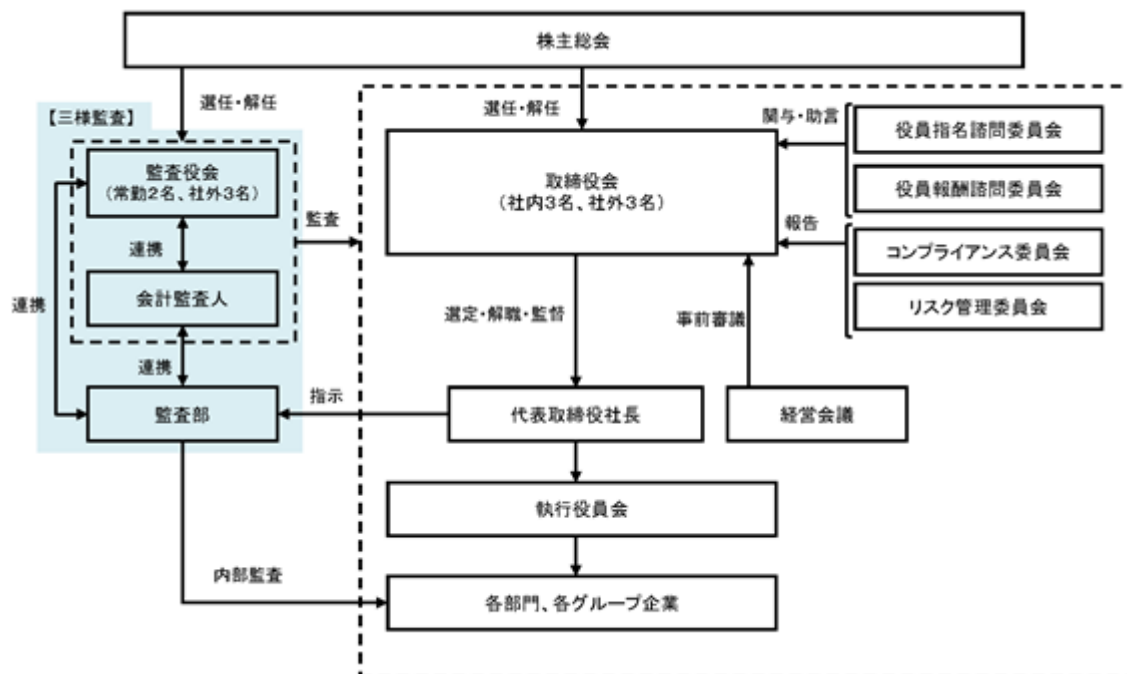 株主総会
選任・解任
選任・解任
【三様監査】
関与・助言
役員指名諮問委員会
監査役会
(常勤2名、社外3名)
取締役会
(社内3名、社外3名)
役員報酬諮問委員会
監査
報告
コンプライアンス委員会
連携
会計監査人
リスク管理委員会
連携
選定・解職・監督
事前審議
連携
指示
監査部
代表取締役社長
経営会議
執行役員会
内部監査
各部門、各グループ企業